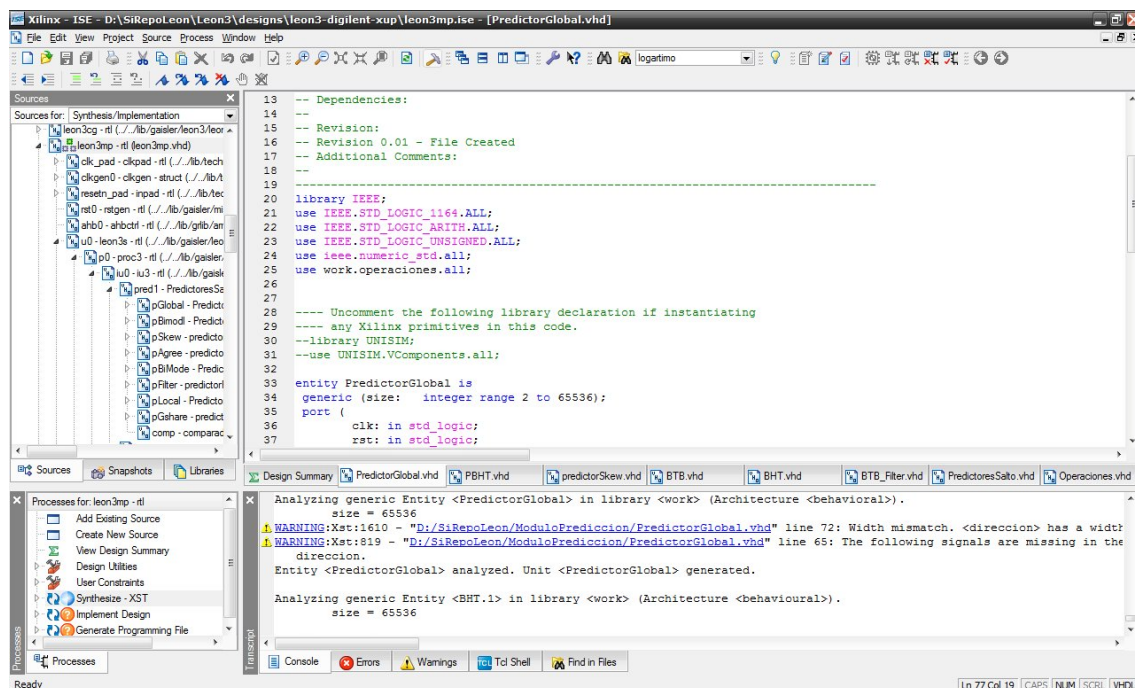 Xilinx - ISE - D:\SiRepoLeon\Leon3\designs\leon3-digilent-xup\leon3mp.ise - [PredictorGlobal.vhd]
File Edit View Project Source Process Window Help
logartimo
Sources
Sources for: Synthesis/Implementation
leon3cg - rtl (../../lib/gaisler/leon3/leor
leon3mp - rtl (leon3mp.vhd)
clk_pad - clkpad - rtl (../../lib/tech
clkgen0 - clkgen - struct (../../lib/t
resetn_pad - inpad - rtl (../../lib/tec
rst0 - rstgen - rtl (../../lib/gaisler/mi
ahb0 - ahbctrl - rtl (../../lib/grlib/am
u0 - leon3s - rtl (../../lib/gaisler/leo
p0 - proc3 - rtl (../../lib/gaisler,
iu0 - iu3 - rtl (../../lib/gaisle
pred1 - PredictoresSa
pGlobal - Predicto
pBimodl - Predicto
pSkew - predicto
pAgree - predicto
pBiMode - Predic
pFilter - predictorI
pLocal - Predicto
pGshare - predict
comp - comparac
Sources Snapshots Libraries
13 -- Dependencies:
14 --
15 -- Revision:
16 -- Revision 0.01 - File Created
17 -- Additional Comments:
18 --
19 ----------------------------------------------------------------------------------
20 library IEEE;
21 use IEEE.STD_LOGIC_1164.ALL;
22 use IEEE.STD_LOGIC_ARITH.ALL;
23 use IEEE.STD_LOGIC_UNSIGNED.ALL;
24 use ieee.numeric_std.all;
25 use work.operaciones.all;
26
27
28 ---- Uncomment the following library declaration if instantiating
29 ---- any Xilinx primitives in this code.
30 --library UNISIM;
31 --use UNISIM.VComponents.all;
32
33 entity PredictorGlobal is
34 generic (size: integer range 2 to 65536);
35 port (
36 clk: in std_logic;
37 rst: in std_logic;
Design Summary PredictorGlobal.vhd PBHT.vhd predictorSkew.vhd BTB.vhd BHT.vhd BTB_Filter.vhd PredictoresSalto.vhd Operaciones.vhd
Processes for: leon3mp - rtl
Add Existing Source
Create New Source
View Design Summary
Design Utilities
User Constraints
Synthesize - XST
Implement Design
Generate Programming File
Processes
Processes
Analyzing generic Entity <PredictorGlobal> in library <work> (Architecture <behavioral>).
size = 65536
WARNING:Xst:1610 - "D:/SiRepoLeon/ModuloPrediccion/PredictorGlobal.vhd" line 72: Width mismatch. <direccion> has a width
WARNING:Xst:819 - "D:/SiRepoLeon/ModuloPrediccion/PredictorGlobal.vhd" line 65: The following signals are missing in the
direccion.
Entity <PredictorGlobal> analyzed. Unit <PredictorGlobal> generated.
Analyzing generic Entity <BHT.1> in library <work> (Architecture <behavioural>).
size = 65536
Transcript
Console Errors Warnings Tcl Shell Find in Files
Ready
Ln 77 Col 19 CAPS NUM SCRL VHDL